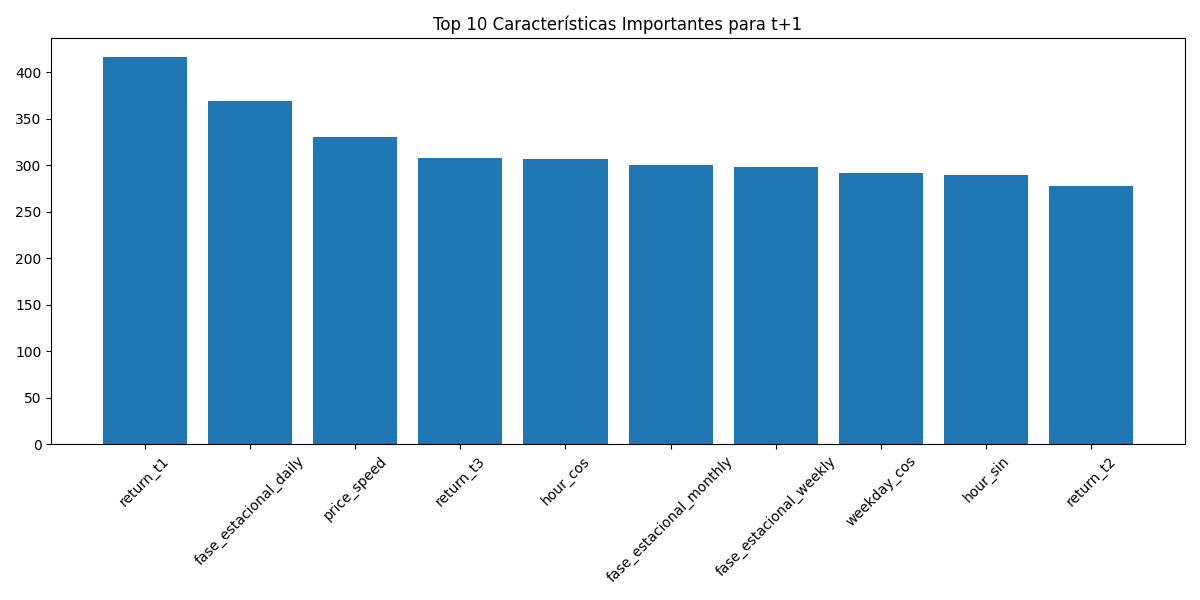 Top 10 Características Importantes para t+1
400
350
300
250
200
150
100
50
0
return_t1
fase_estacional_daily
price_speed
return_t3
hour_cos
fase_estacional_monthly
fase_estacional_weekly
weekday_cos
hour_sin
return_t2